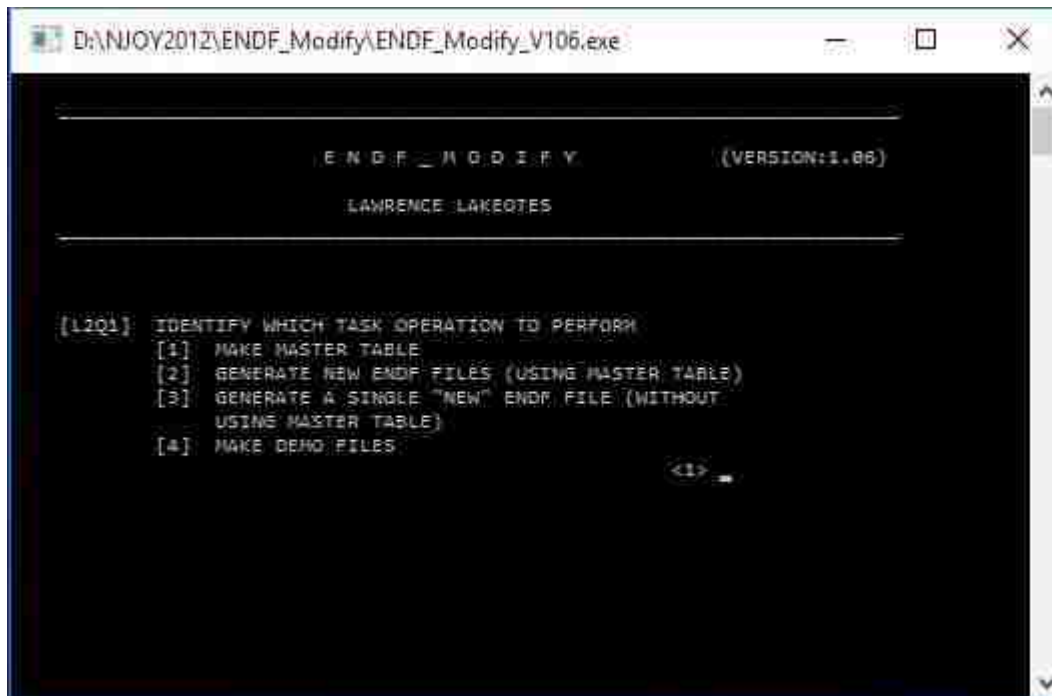 D:\NJOY2012\ENDF_Modify\ENDF_Modify_V106.exe
E N D F _ M O D I F Y (VERSION:1.06)
LAWRENCE LAKEOTES
[L2Q1] IDENTIFY WHICH TASK OPERATION TO PERFORM
[1] MAKE MASTER TABLE
[2] GENERATE NEW ENDF FILES (USING MASTER TABLE)
[3] GENERATE A SINGLE "NEW" ENDF FILE (WITHOUT
USING MASTER TABLE)
[4] MAKE DEMO FILES
<1> _